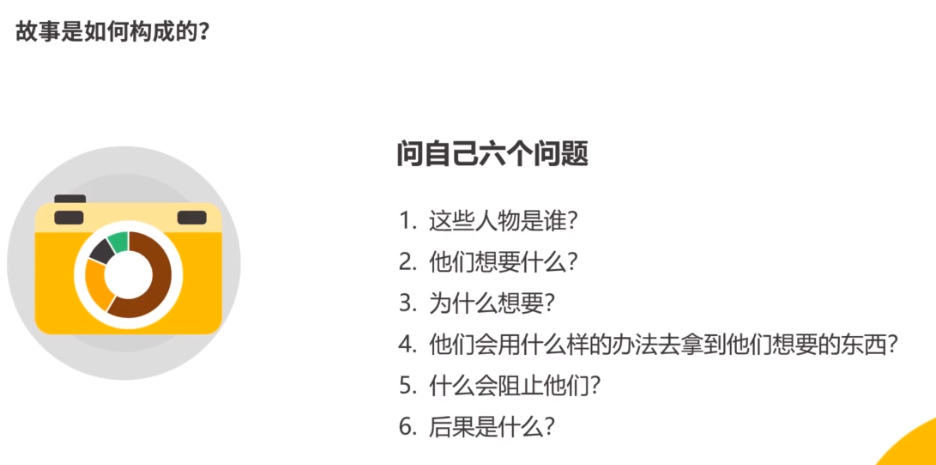 故事是如何构成的?
问自己六个问题
1. 这些人物是谁?
2. 他们想要什么?
3. 为什么想要?
4. 他们会用什么样的办法去拿到他们想要的东西?
5. 什么会阻止他们?
6. 后果是什么?